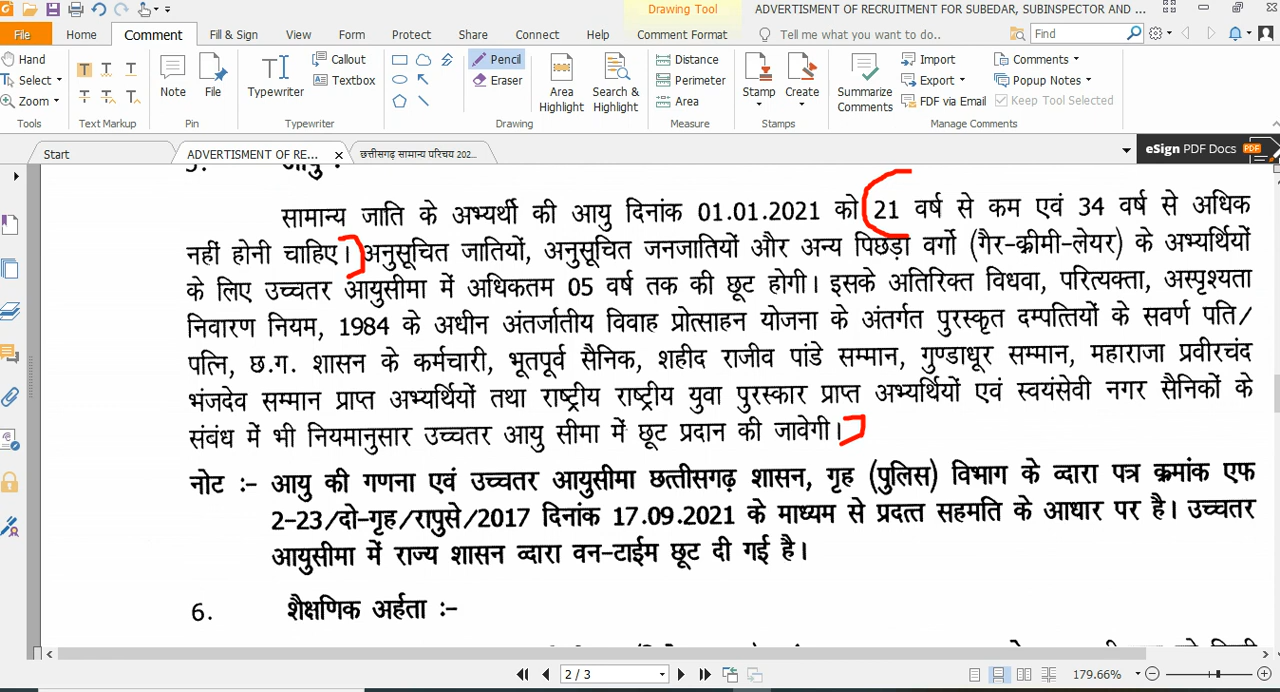 Drawing Tool
ADVERTISMENT OF RECRUITMENT FOR SUBEDAR, SUBINSPECTOR AND ...
File Home Comment Fill & Sign View Form Protect Share Connect Help Comment Format Tell me what you want to do.. Find
Hand
Select
Zoom
Tools
Text Markup
Note
File
Pin
Typewriter
Callout
Textbox
Typewriter
Pencil
Eraser
Area Highlight
Search & Highlight
Drawing
Distance
Perimeter
Area
Measure
Stamp
Create
Stamps
Summarize Comments
Import
Export
FDF via Email
Comments
Popup Notes
Keep Tool Selected
Manage Comments
Start
ADVERTISMENT OF RE... x
छत्तीसगढ़ सामान्य परिचय 202...
eSign PDF Docs PDF
5. आयु :
सामान्य जाति के अभ्यर्थी की आयु दिनांक 01.01.2021 को 21 वर्ष से कम एवं 34 वर्ष से अधिक
नहीं होनी चाहिए। अनुसूचित जातियों, अनुसूचित जनजातियों और अन्य पिछड़ा वर्गो (गैर-क्रीमी-लेयर) के अभ्यर्थियों
के लिए उच्चतर आयुसीमा में अधिकतम 05 वर्ष तक की छूट होगी। इसके अतिरिक्त विधवा, परित्यक्ता, अस्पृश्यता
निवारण नियम, 1984 के अधीन अंतर्जातीय विवाह प्रोत्साहन योजना के अंतर्गत पुरस्कृत दम्पत्तियों के सवर्ण पति/
पत्नि, छ.ग. शासन के कर्मचारी, भूतपूर्व सैनिक, शहीद राजीव पांडे सम्मान, गुण्डाधूर सम्मान, महाराजा प्रवीरचंद
भंजदेव सम्मान प्राप्त अभ्यर्थियों तथा राष्ट्रीय राष्ट्रीय युवा पुरस्कार प्राप्त अभ्यर्थियों एवं स्वयंसेवी नगर सैनिकों के
संबंध में भी नियमानुसार उच्चतर आयु सीमा में छूट प्रदान की जावेगी।
नोट :- आयु की गणना एवं उच्चतर आयुसीमा छत्तीसगढ़ शासन, गृह (पुलिस) विभाग के व्दारा पत्र क्रमांक एफ
2-23/दो-गृह/रापुसे/2017 दिनांक 17.09.2021 के माध्यम से प्रदत्त सहमति के आधार पर है। उच्चतर
आयुसीमा में राज्य शासन व्दारा वन-टाईम छूट दी गई है।
6. शैक्षणिक अर्हता :-
2 / 3
179.66%